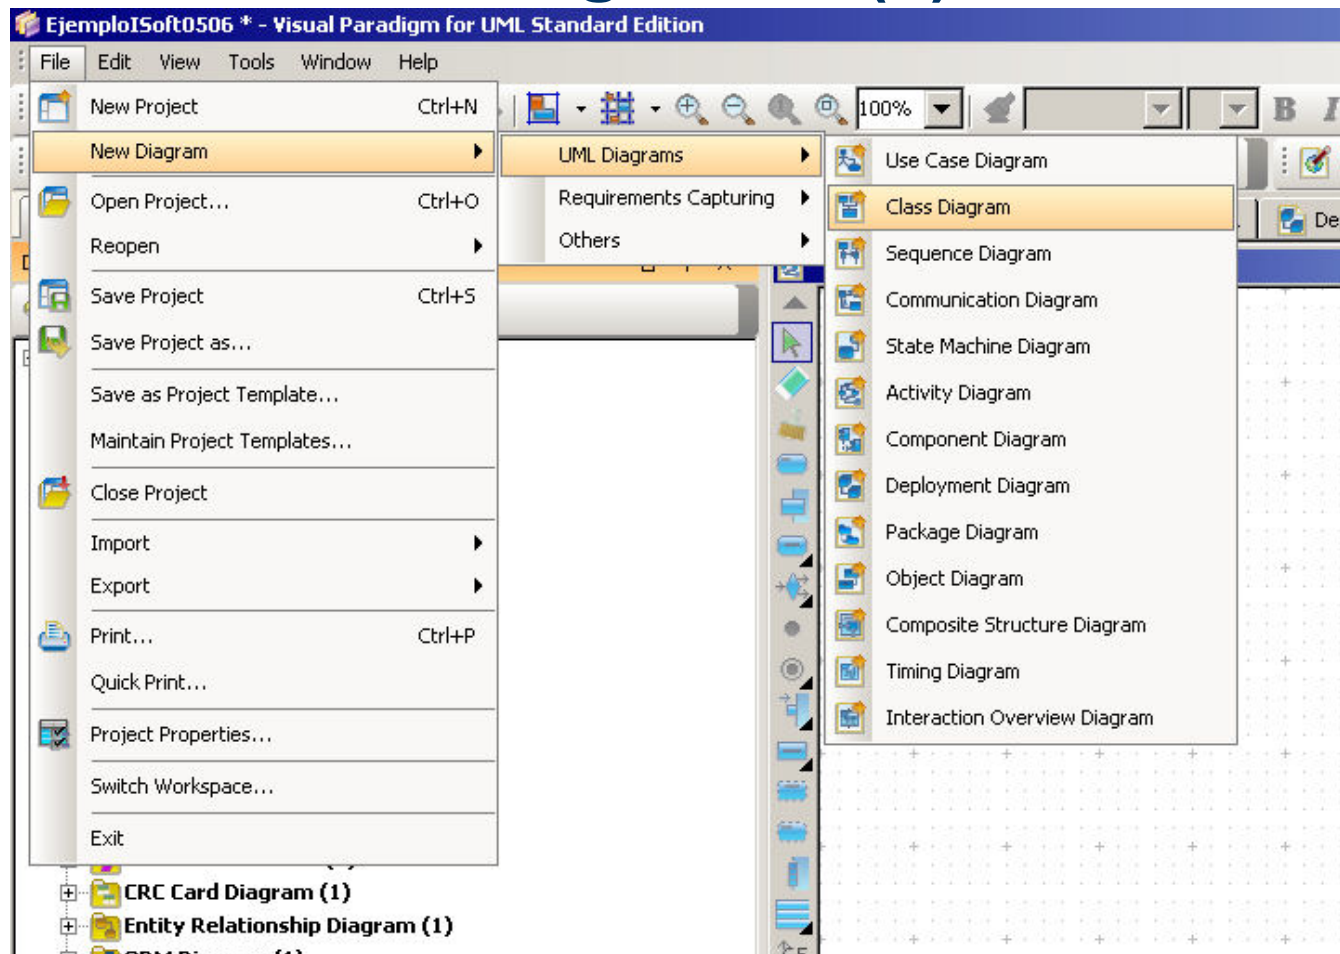 EjemploISoft0506 * - Visual Paradigm for UML Standard Edition
File Edit View Tools Window Help
New Project Ctrl+N
100%
B I
New Diagram
UML Diagrams
Use Case Diagram
Open Project... Ctrl+O
Requirements Capturing
Class Diagram
De
Reopen
Others
Sequence Diagram
Save Project Ctrl+S
Communication Diagram
Save Project as...
State Machine Diagram
Save as Project Template...
Activity Diagram
Maintain Project Templates...
Component Diagram
Close Project
Deployment Diagram
Import
Package Diagram
Export
Object Diagram
Print... Ctrl+P
Composite Structure Diagram
Quick Print...
Timing Diagram
Project Properties...
Interaction Overview Diagram
Switch Workspace...
Exit
CRC Card Diagram (1)
Entity Relationship Diagram (1)